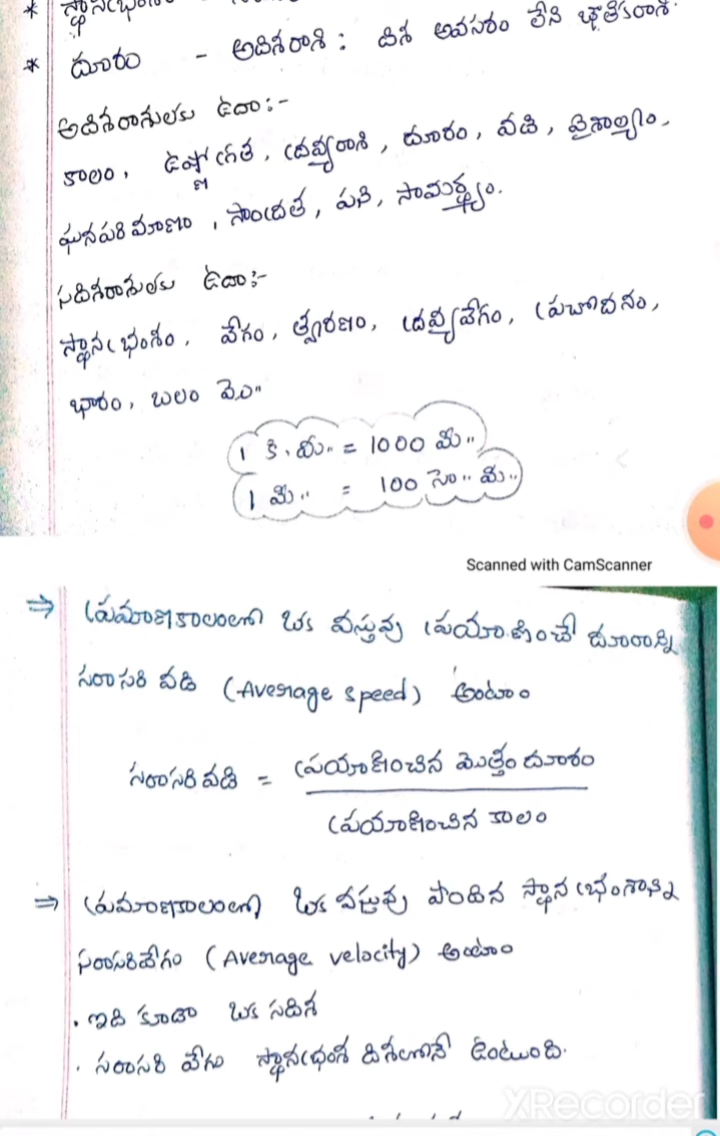 * స్థానభ్రంశం
* దూరం - అదిశరాశి : దిశ అవసరం లేని భౌతికరాశి.
అదిశరాశులకు ఉదా :-
కాలం, ఉష్ణోగ్రత, ద్రవ్యరాశి, దూరం, వడి, వైశాల్యం,
ఘనపరిమాణం, సాంద్రత, పని, సామర్థ్యం.
సదిశరాశులకు ఉదా :-
స్థానభ్రంశం, వేగం, త్వరణం, ద్రవ్యవేగం, ప్రచోదనం,
భారం, బలం మొ"
1 కి.మీ" = 1000 మీ"
1 మీ" = 100 సెం" మీ"
Scanned with CamScanner
⇒ ప్రమాణకాలంలో ఒక వస్తువు ప్రయాణించే దూరాన్ని
సరాసరి వడి (Average speed) అంటాం
సరాసరి వడి = ప్రయాణించిన మొత్తం దూరం
ప్రయాణించిన కాలం
⇒ ప్రమాణకాలంలో ఒక వస్తువు పొందిన స్థానభ్రంశాన్ని
సరాసరివేగం (Average velocity) అంటాం
. ఇది కూడా ఒక సదిశ
. సరాసరి వేగం స్థానభ్రంశ దిశలోనే ఉంటుంది.
XRecorder